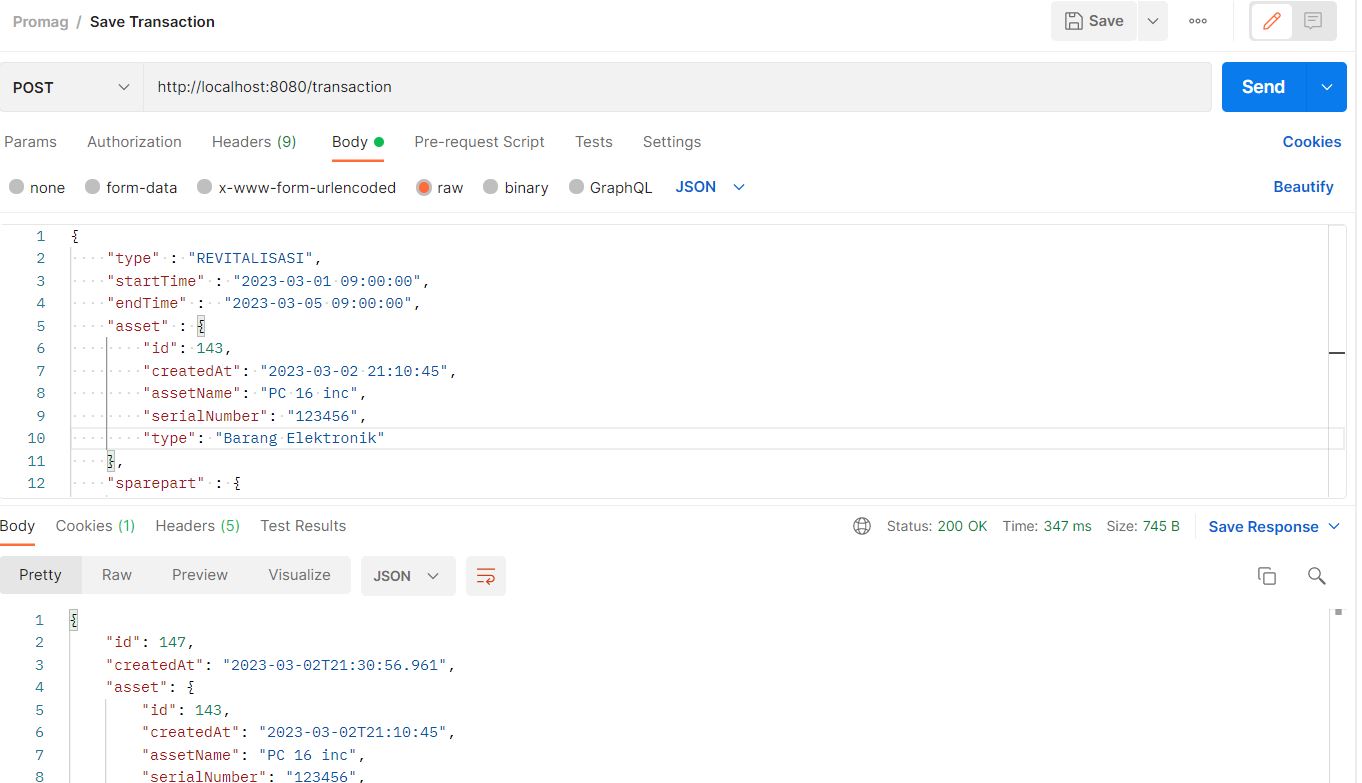 Promag / Save Transaction
Save
POST
http://localhost:8080/transaction
Send
Params Authorization Headers (9) Body Pre-request Script Tests Settings Cookies
none form-data x-www-form-urlencoded raw binary GraphQL JSON Beautify
1 {
2 "type" : "REVITALISASI",
3 "startTime" : "2023-03-01 09:00:00",
4 "endTime" : "2023-03-05 09:00:00",
5 "asset" : {
6 "id": 143,
7 "createdAt": "2023-03-02 21:10:45",
8 "assetName": "PC 16 inc",
9 "serialNumber": "123456",
10 "type": "Barang Elektronik"
11 },
12 "sparepart" : {
Body Cookies (1) Headers (5) Test Results Status: 200 OK Time: 347 ms Size: 745 B Save Response
Pretty Raw Preview Visualize JSON
1 {
2 "id": 147,
3 "createdAt": "2023-03-02T21:30:56.961",
4 "asset": {
5 "id": 143,
6 "createdAt": "2023-03-02T21:10:45",
7 "assetName": "PC 16 inc",
8 "serialNumber": "123456",